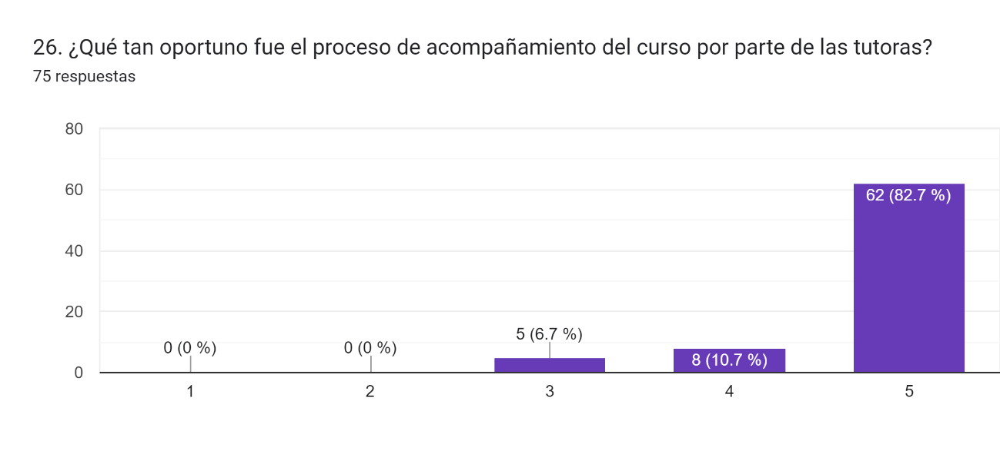 26. ¿Qué tan oportuno fue el proceso de acompañamiento del curso por parte de las tutoras?
75 respuestas
80
60
40
20
0
0 (0 %)
0 (0 %)
5 (6.7 %)
8 (10.7 %)
62 (82.7 %)
1
2
3
4
5